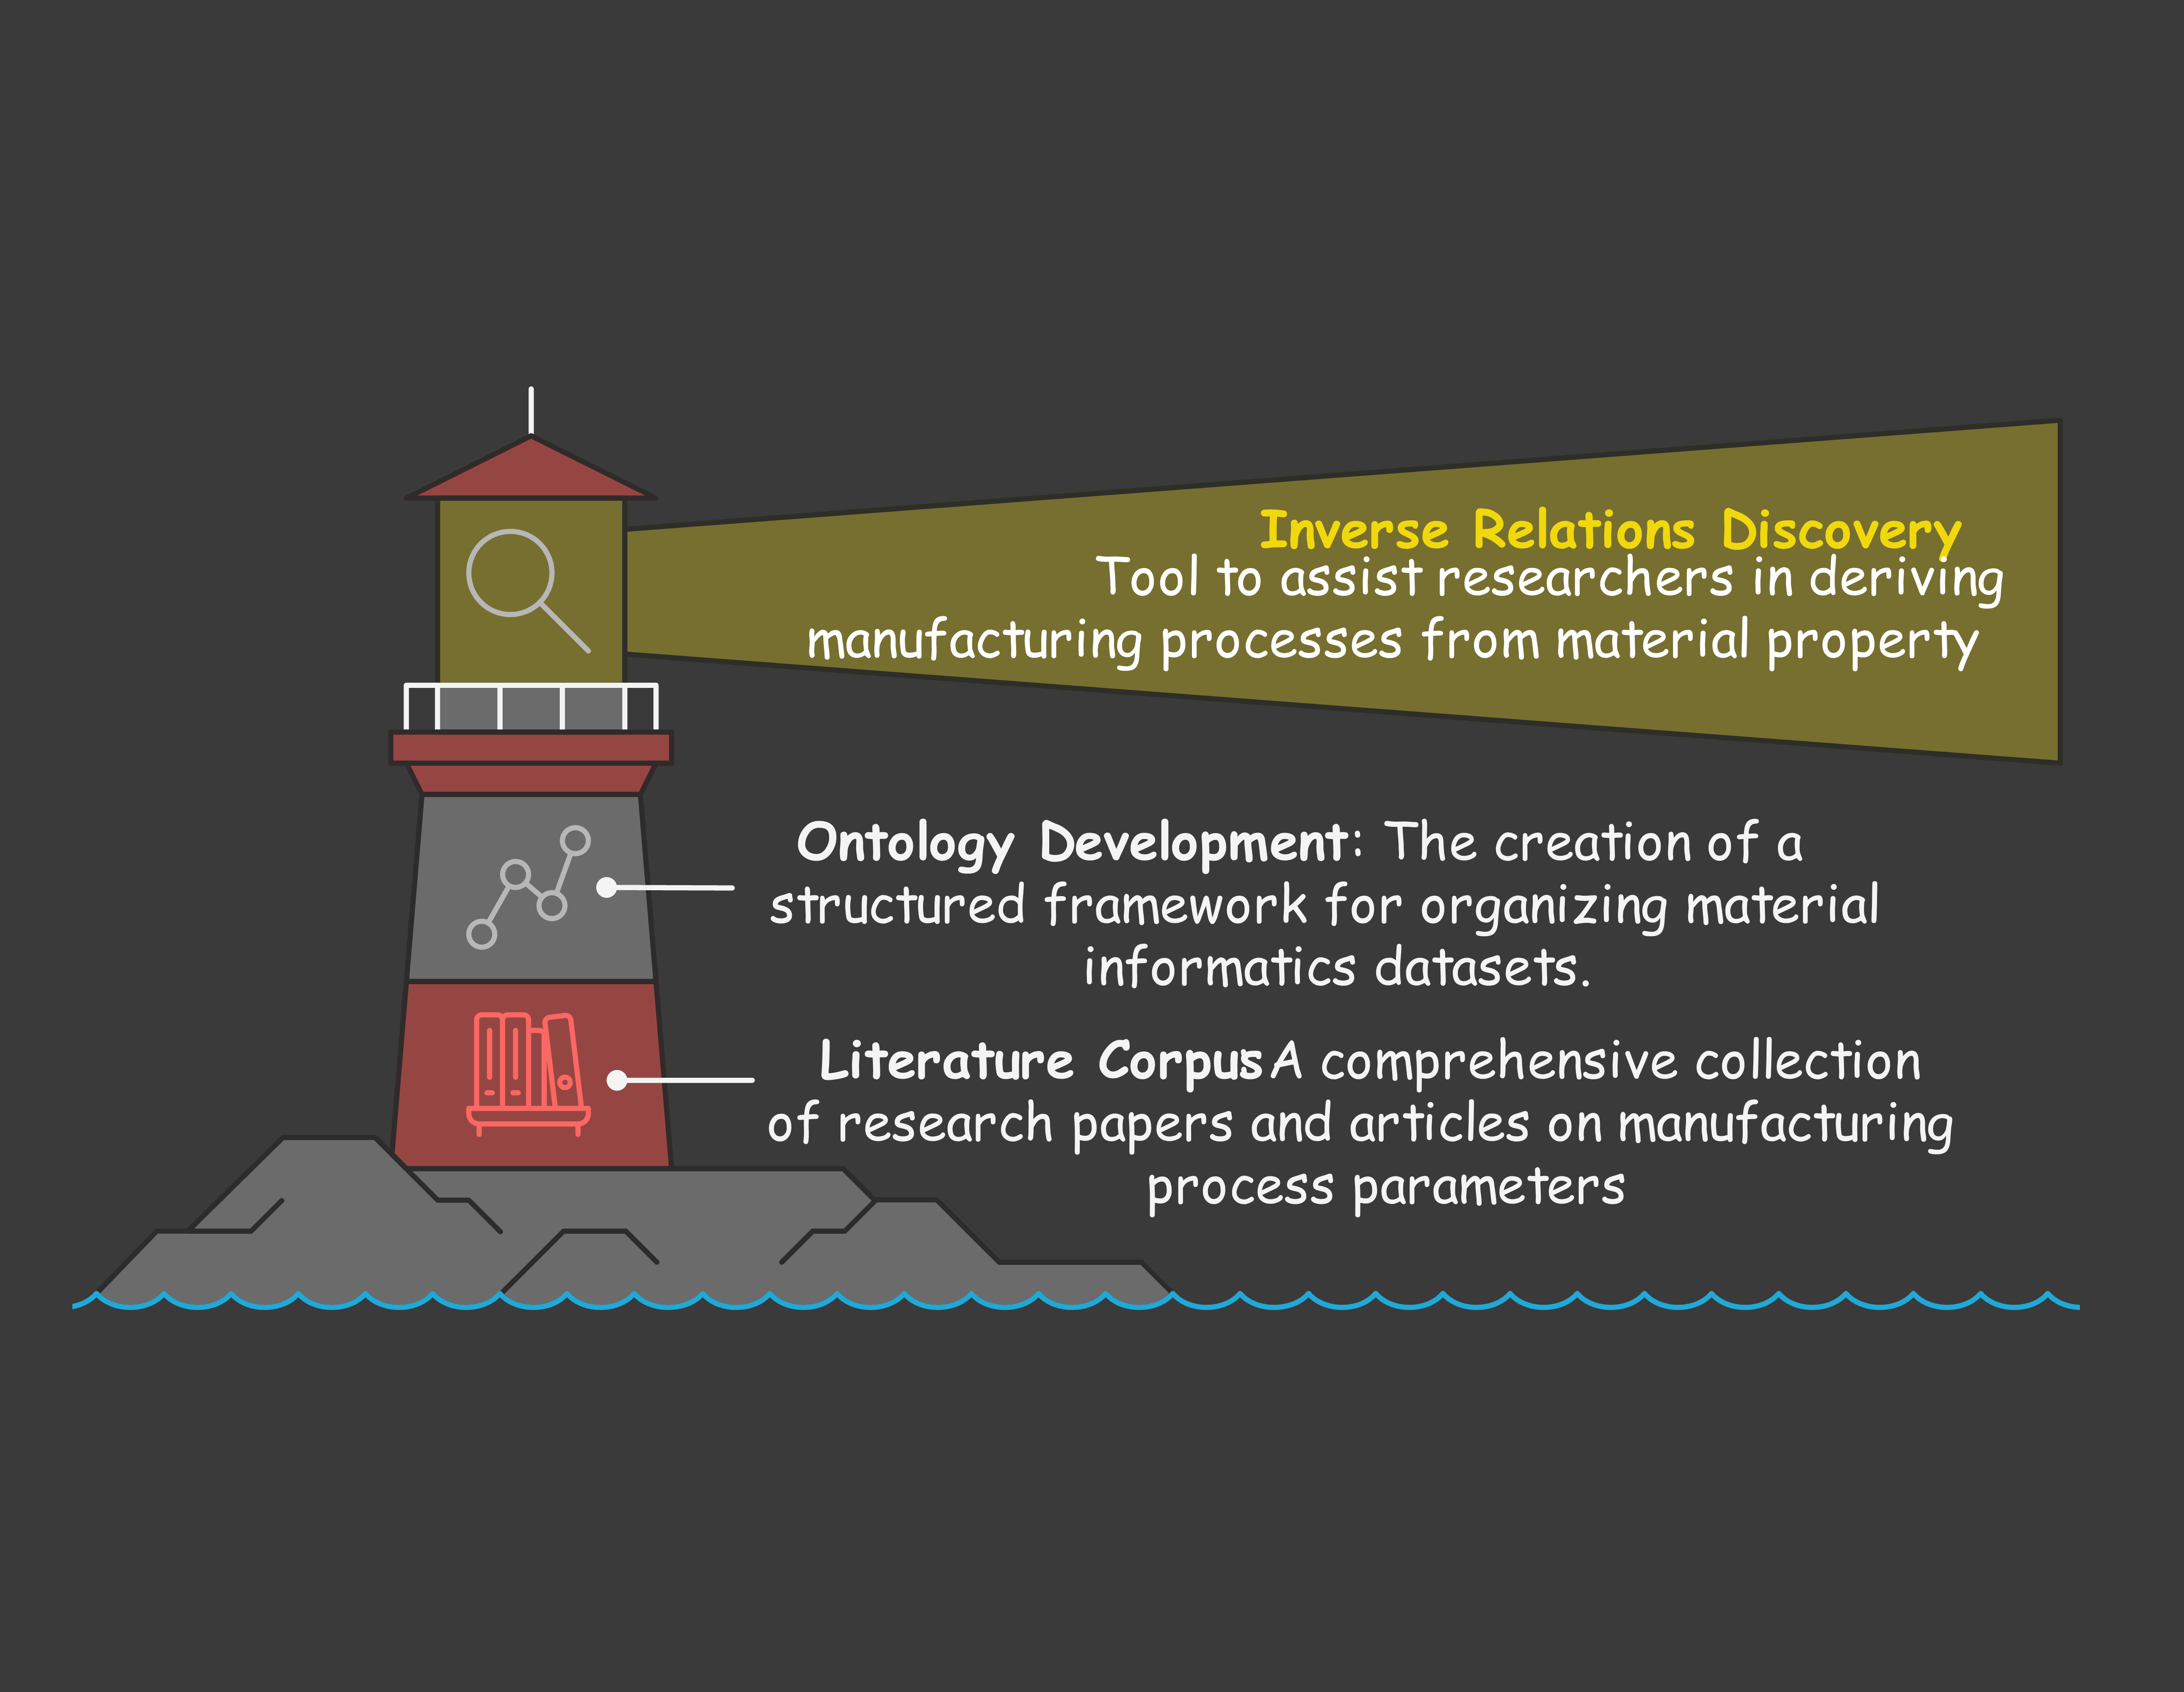 Inverse Relations Discovery
Tool to assist researchers in deriving
manufacturing processes from material property
Ontology Development: The creation of a
structured framework for organizing material
informatics datasets.
Literature Corpus A comprehensive collection
of research papers and articles on manufacturing
process parameters